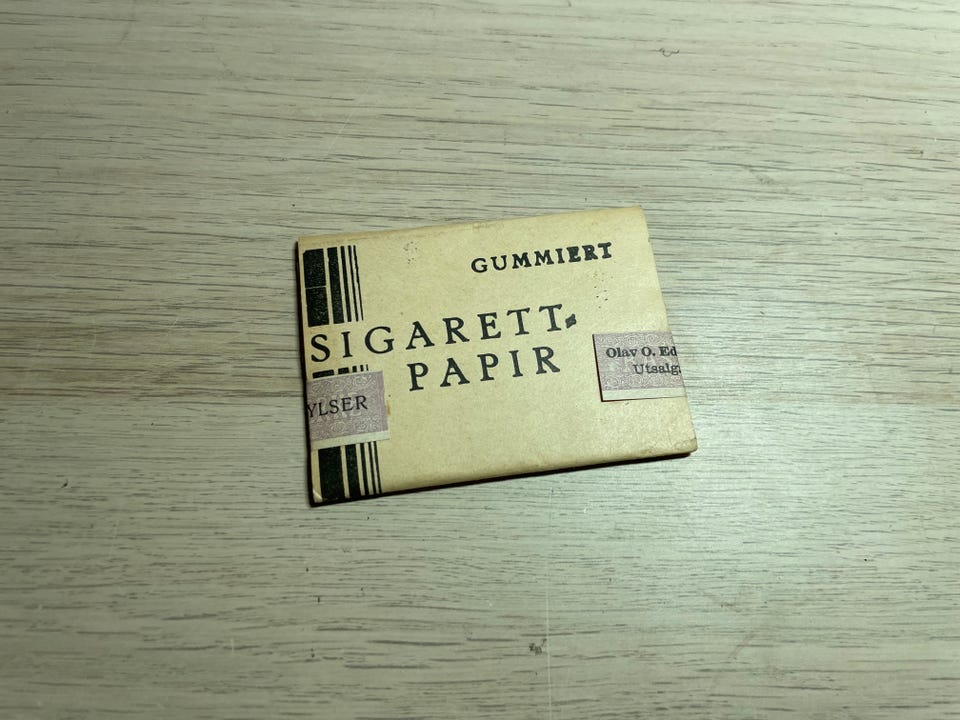 GUMMIERT
SIGARETT-
PAPIR
Olav O. Ed
Utsalg
YLSER